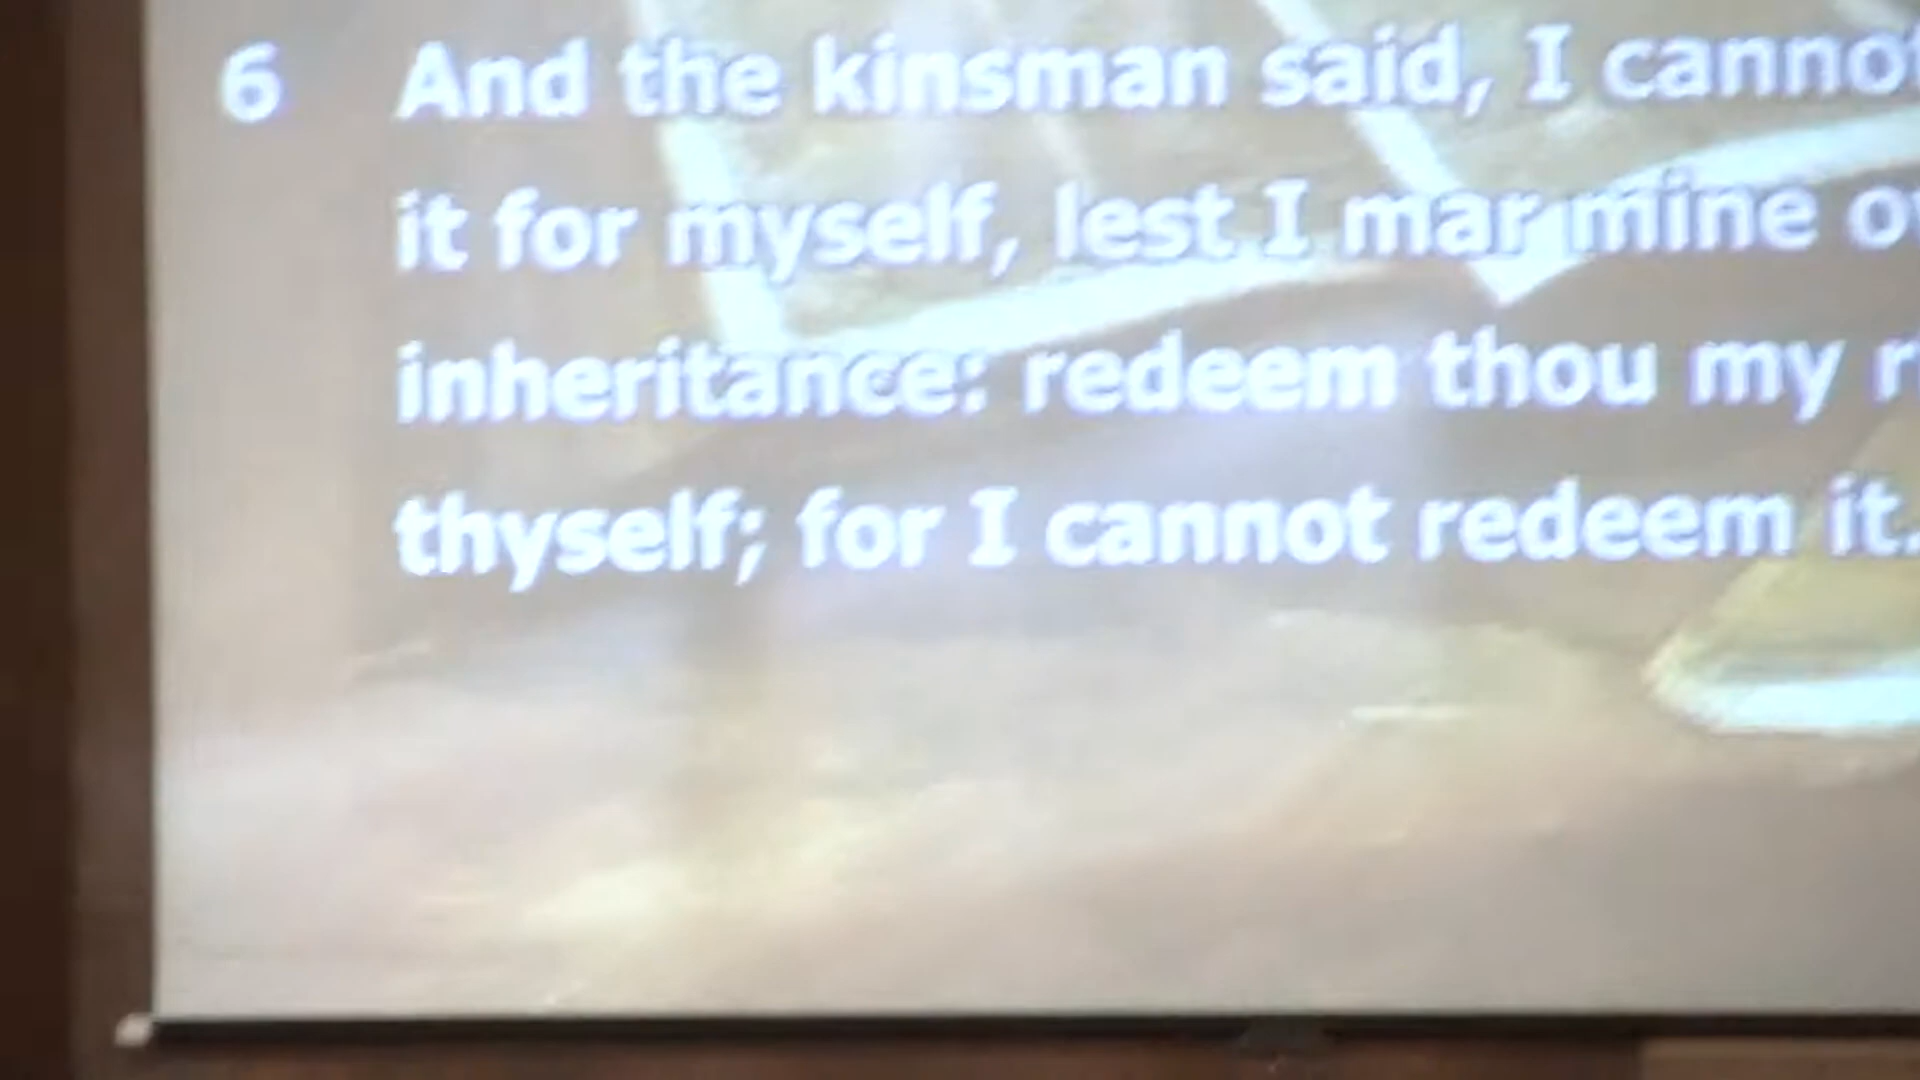 6 And the kinsman said, I cannot
it for myself, lest I mar mine
inheritance: redeem thou my
thyself; for I cannot redeem it.